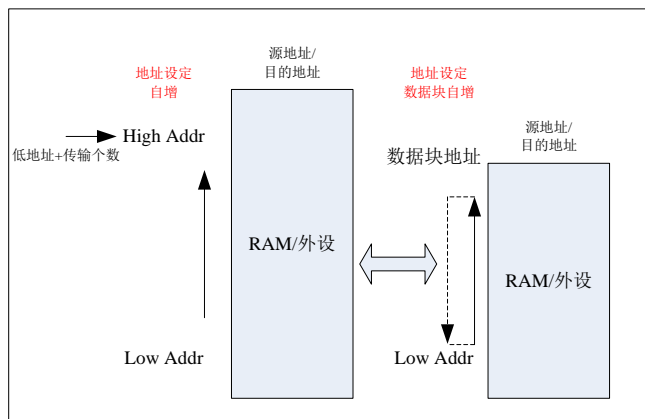 地址设定
自增
源地址/
目的地址
地址设定
数据块自增
源地址/
目的地址
High Addr
低地址+传输个数
数据块地址
RAM/外设
RAM/外设
Low Addr
Low Addr